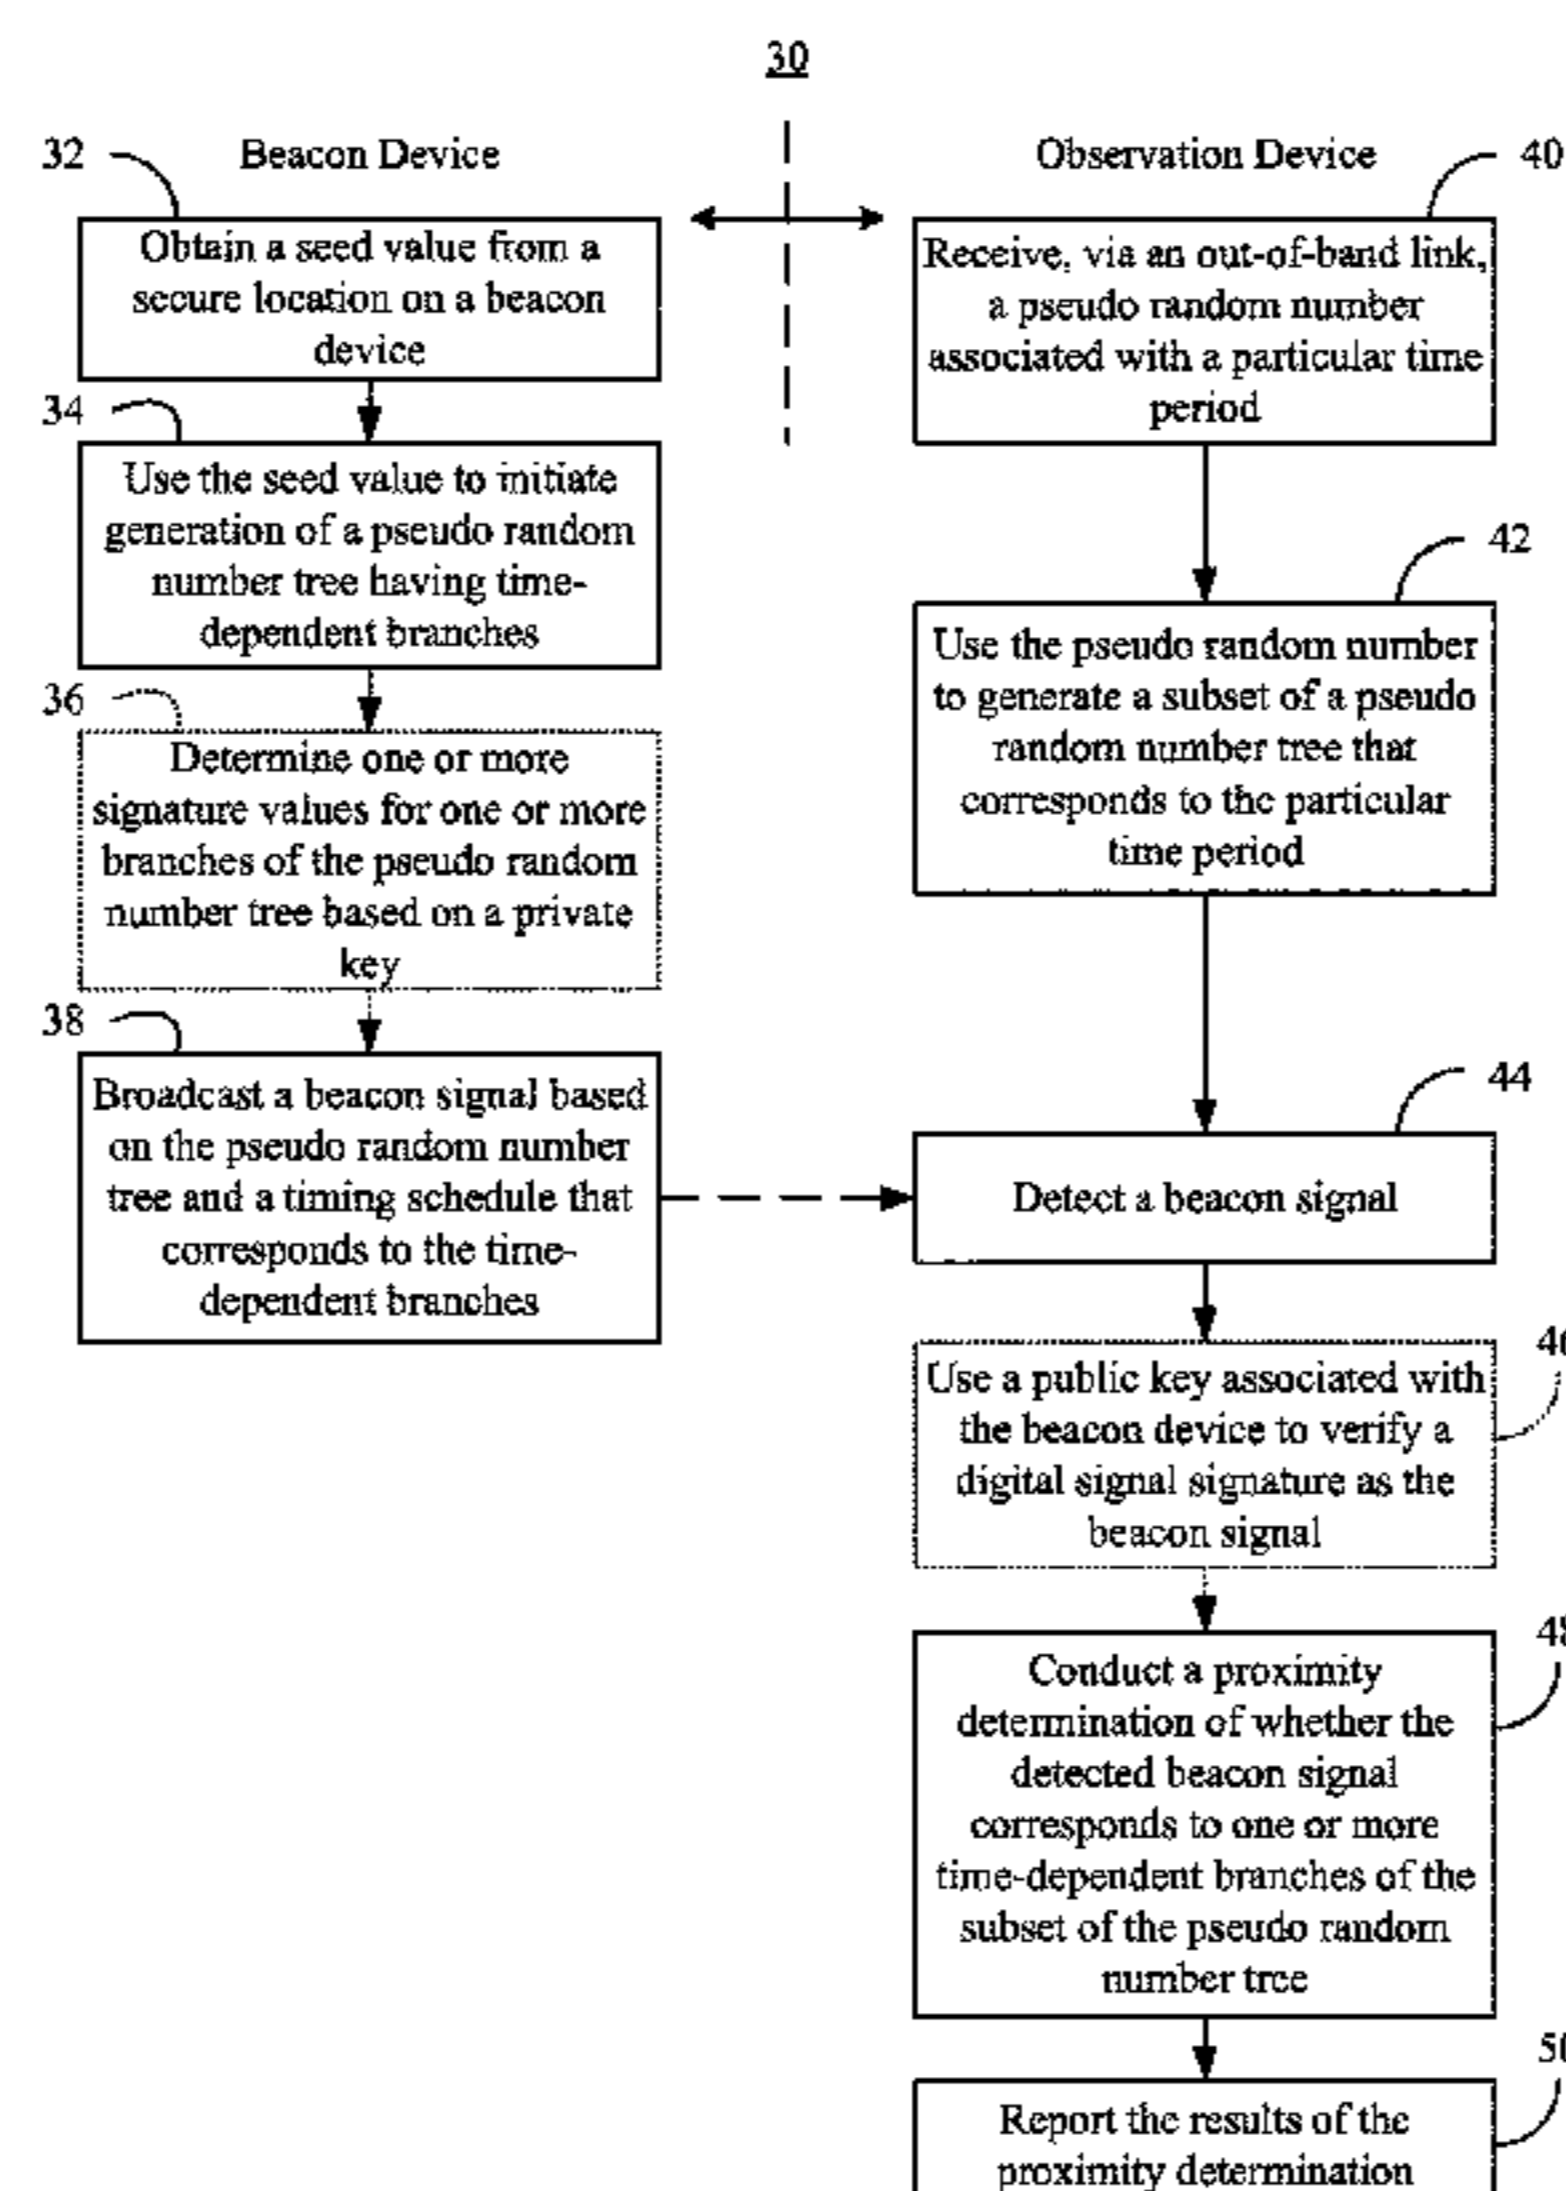 30
32
Beacon Device
Obtain a seed value from a
secure location on a beacon
device
34
Use the seed value to initiate
generation of a pseudo random
number tree having time-
dependent branches
36
Determine one or more
signature values for one or more
branches of the pseudo random
number tree based on a private
key
38
Broadcast a beacon signal based
on the pseudo random number
tree and a timing schedule that
corresponds to the time-
dependent branches
Observation Device
40
Receive, via an out-of-band link,
a pseudo random number
associated with a particular time
period
42
Use the pseudo random number
to generate a subset of a pseudo
random number tree that
corresponds to the particular
time period
44
Detect a beacon signal
46
Use a public key associated with
the beacon device to verify a
digital signal signature as the
beacon signal
48
Conduct a proximity
determination of whether the
detected beacon signal
corresponds to one or more
time-dependent branches of the
subset of the pseudo random
number tree
50
Report the results of the
proximity determination